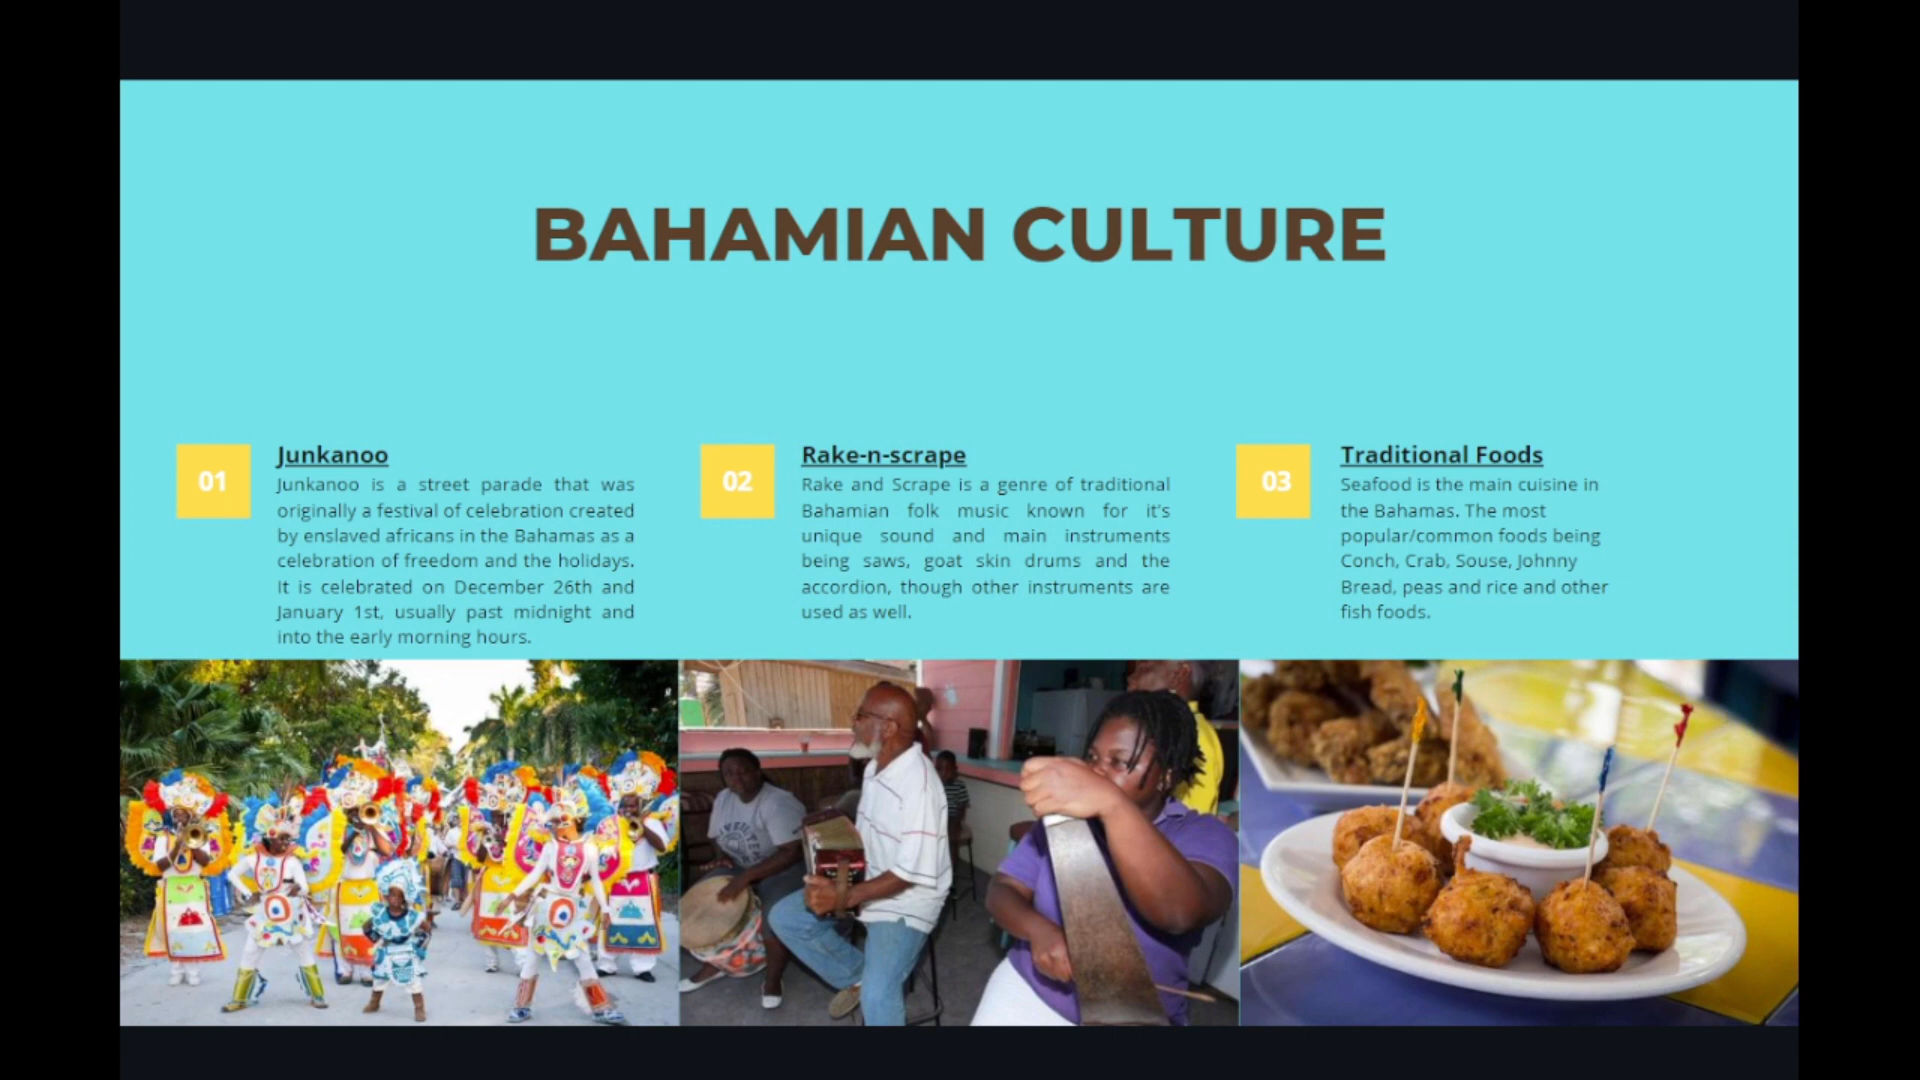 BAHAMIAN CULTURE
01
Junkanoo
Junkanoo is a street parade that was
originally a festival of celebration created
by enslaved africans in the Bahamas as a
celebration of freedom and the holidays.
It is celebrated on December 26th and
January 1st, usually past midnight and
into the early morning hours.
02
Rake-n-scrape
Rake and Scrape is a genre of traditional
Bahamian folk music known for it's
unique sound and main instruments
being saws, goat skin drums and the
accordion, though other instruments are
used as well.
03
Traditional Foods
Seafood is the main cuisine in
the Bahamas. The most
popular/common foods being
Conch, Crab, Souse, Johnny
Bread, peas and rice and other
fish foods.